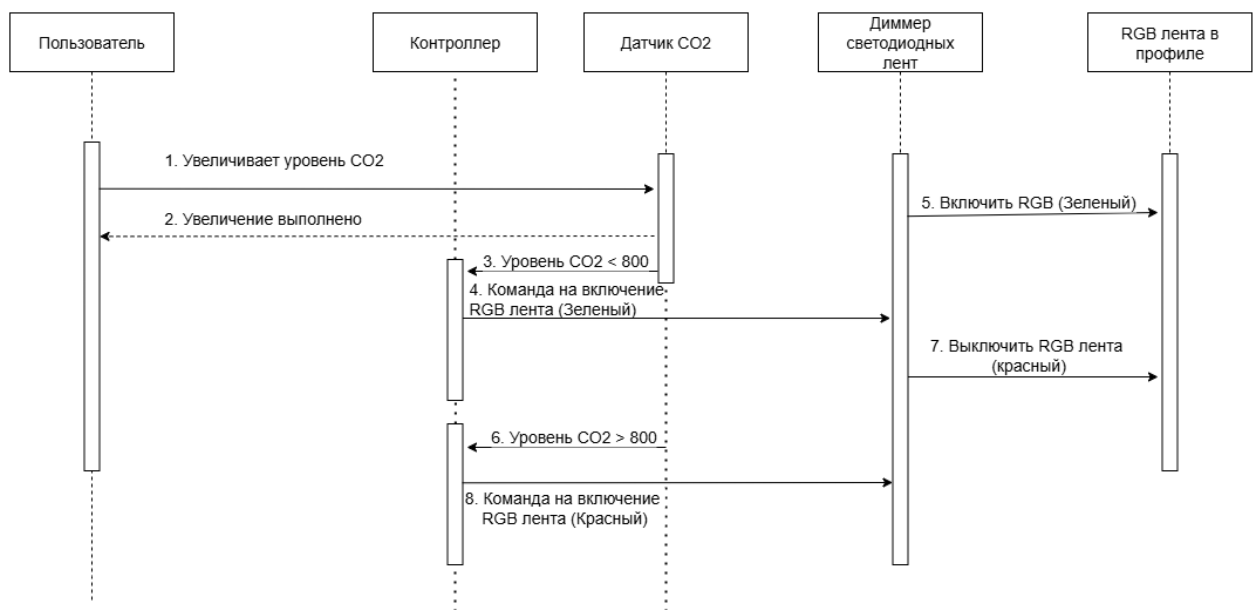 Пользователь
Контроллер
Датчик CO2
Диммер
светодиодных
лент
RGB лента в
профиле
1. Увеличивает уровень CO2
2. Увеличение выполнено
5. Включить RGB (Зеленый)
3. Уровень CO2 < 800
4. Команда на включение
RGB лента (Зеленый)
7. Выключить RGB лента
(красный)
6. Уровень CO2 > 800
8. Команда на включение
RGB лента (Красный)